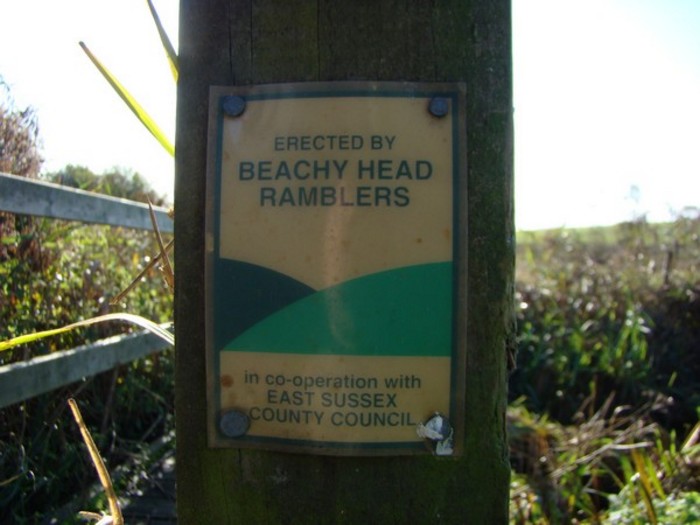 ERECTED BY
BEACHY HEAD
RAMBLERS
in co-operation with
EAST SUSSEX
COUNTY COUNCIL